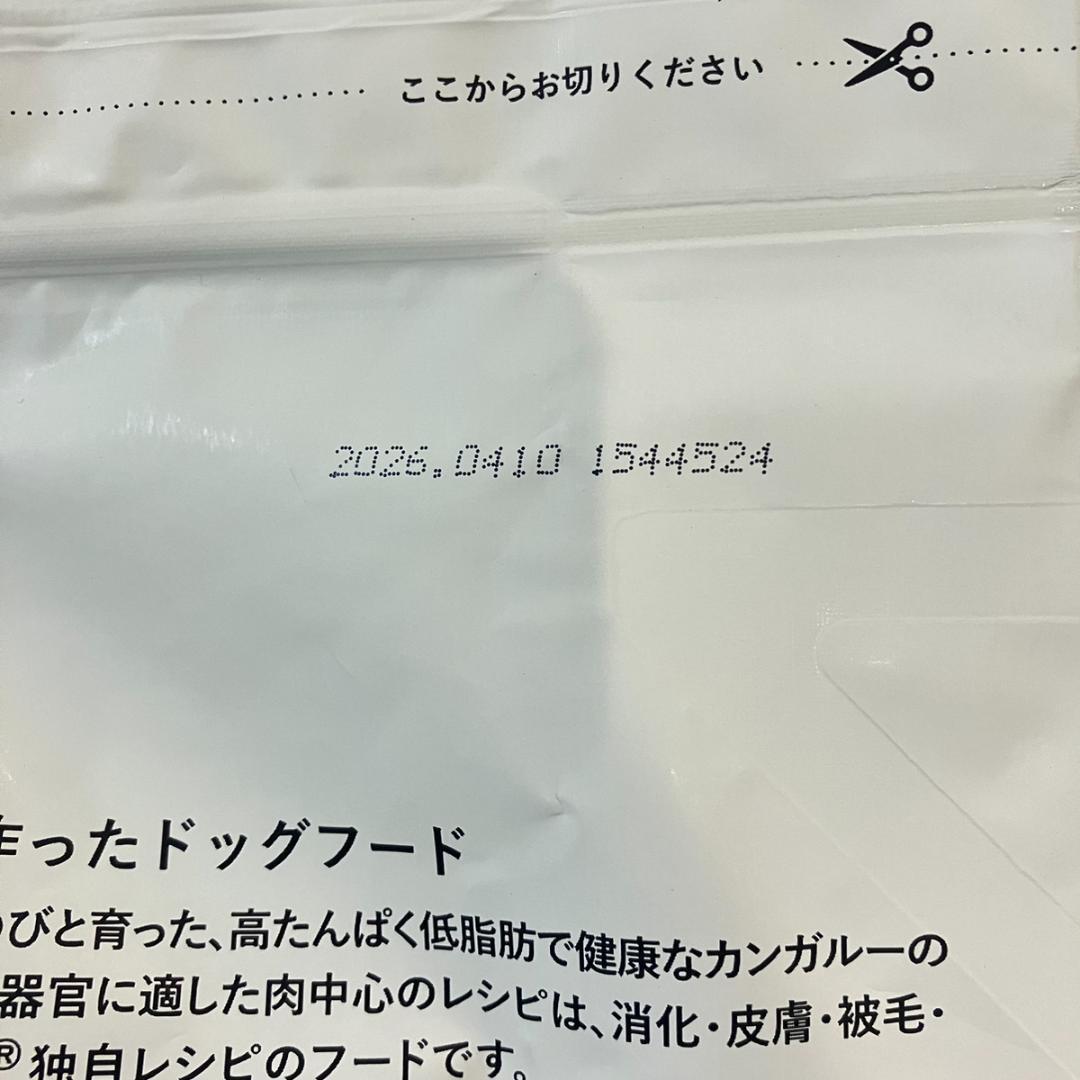 ここからお切りください
2026.0410 1544524
作ったドッグフード
びと育った、高たんぱく低脂肪で健康なカンガルーの
器官に適した肉中心のレシピは、消化・皮膚・被毛・
® 独自レシピのフードです。